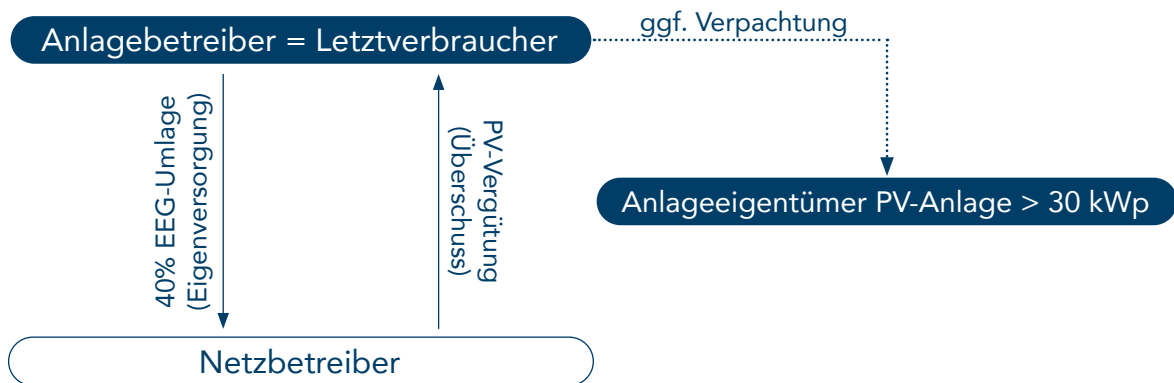 ggf. Verpachtung
Anlagebetreiber = Letztverbraucher
40% EEG-Umlage
(Eigenversorgung)
PV-Vergütung
(Überschuss)
Anlageeigentümer PV-Anlage > 30 kWp
Netzbetreiber